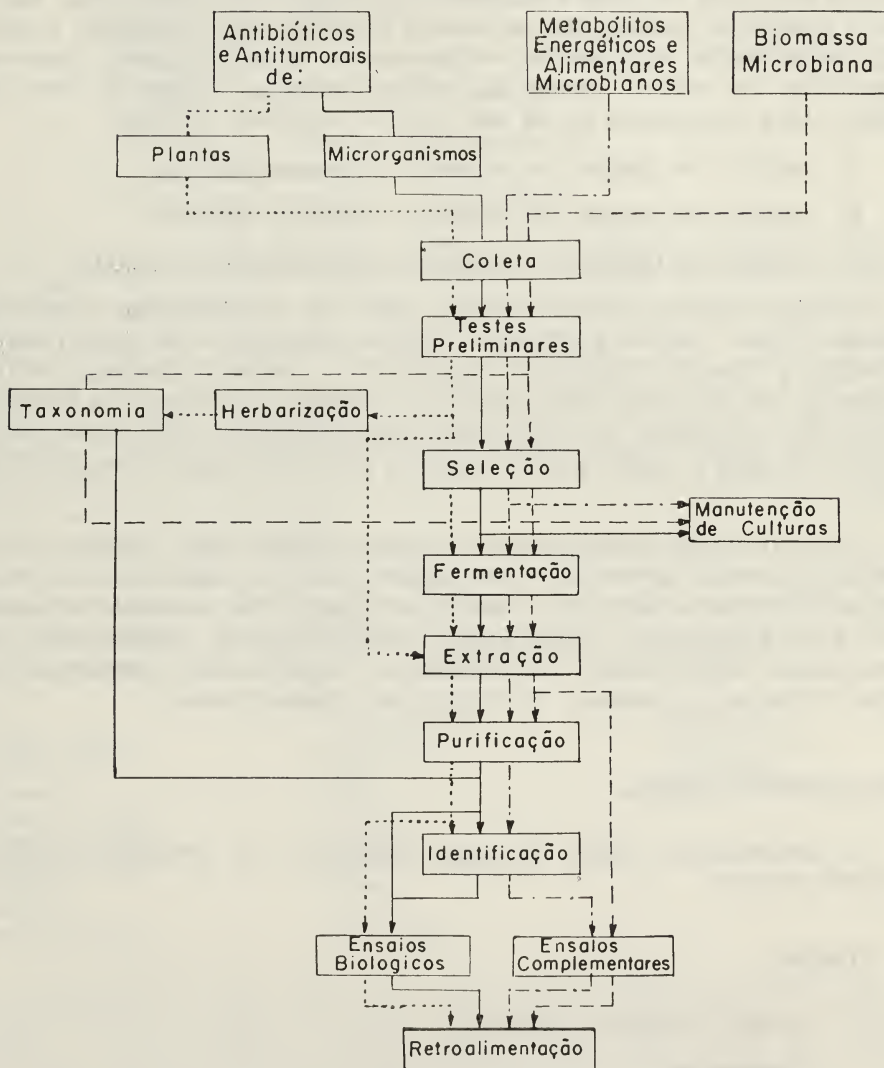 Antibióticos
e Antitumorais
de:
Metabólitos
Energéticos e
Alimentares
Microbianos
Biomassa
Microbiana
Plantas
Microrganismos
Coleta
Testes
Preliminares
Taxonomia
Herbarização
Seleção
Manutenção
de Culturas
Fermentação
Extração
Purificação
Identificação
Ensaios
Biologicos
Ensaios
Complementares
Retroalimentação